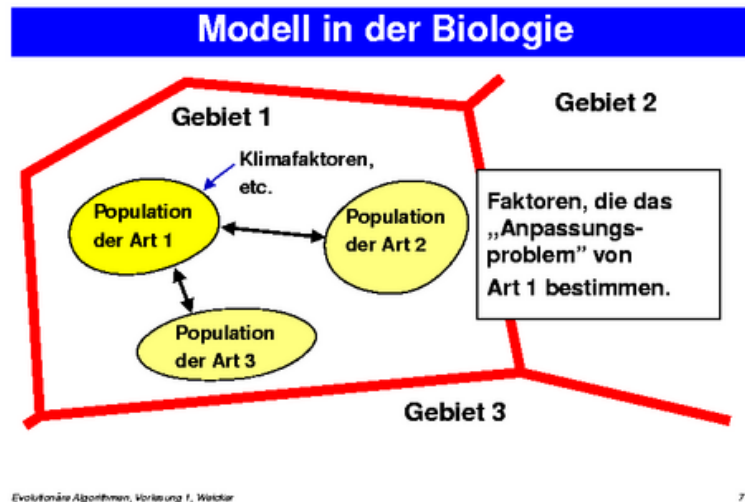 Modell in der Biologie
Gebiet 1
Gebiet 2
Klimafaktoren,
etc.
Population
der Art 1
Population
der Art 2
Faktoren, die das
„Anpassungs-
problem” von
Art 1 bestimmen.
Population
der Art 3
Gebiet 3
Evolutionäre Algorithmen, Vorlesung 1, Weicker
7